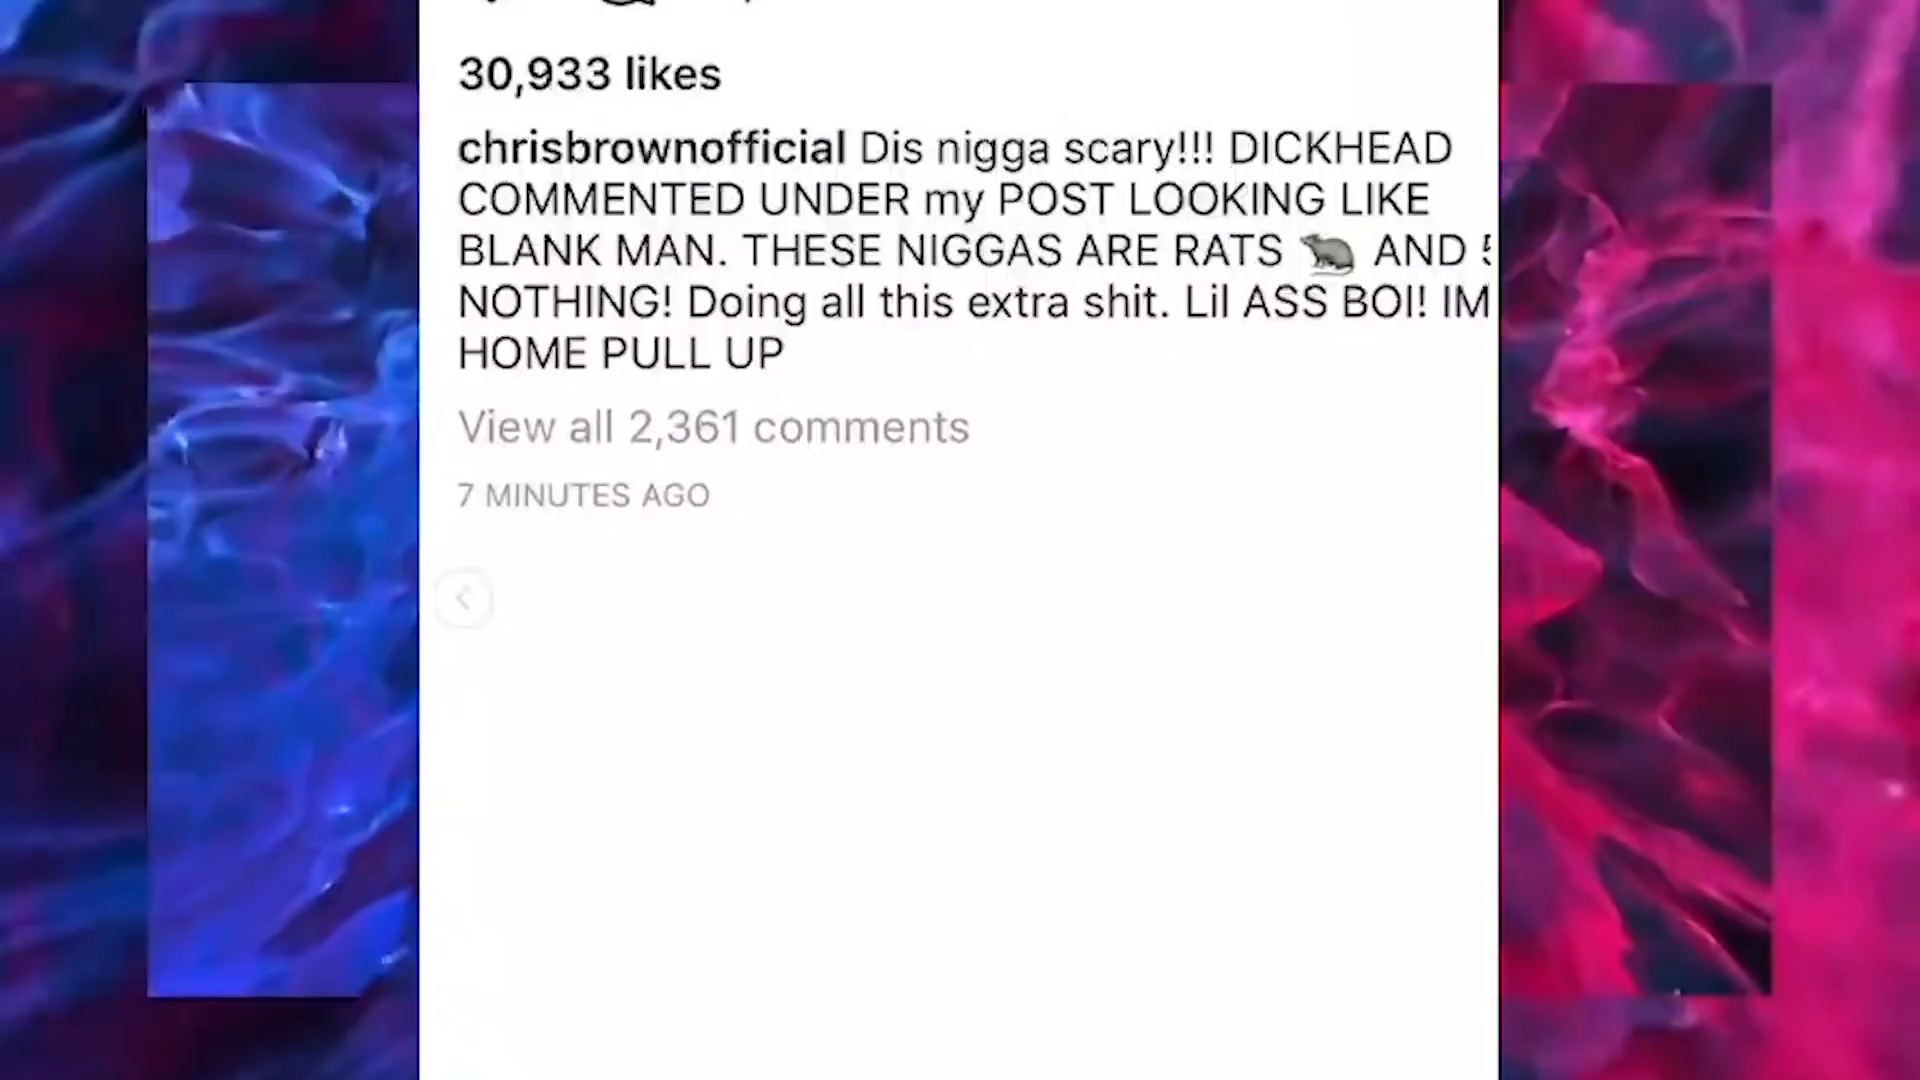 30,933 likes
chrisbrownofficial Dis nigga scary!!! DICKHEAD
COMMENTED UNDER my POST LOOKING LIKE
BLANK MAN. THESE NIGGAS ARE RATS 🐀 AND
NOTHING! Doing all this extra shit. Lil ASS BOI! IM
HOME PULL UP
View all 2,361 comments
7 MINUTES AGO